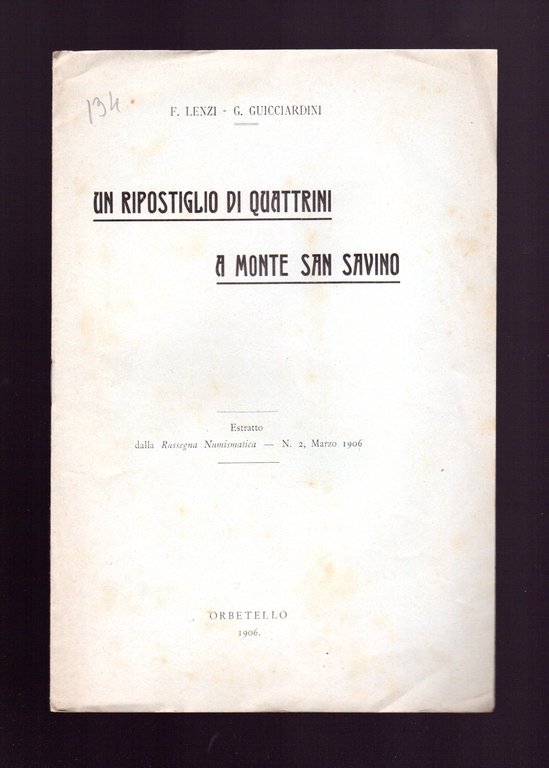 134
F. LENZI - G. GUICCIARDINI
UN RIPOSTIGLIO DI QUATTRINI
A MONTE SAN SAVINO
Estratto
dalla Rassegna Numismatica — N. 2, Marzo 1906
ORBETELLO
1906.